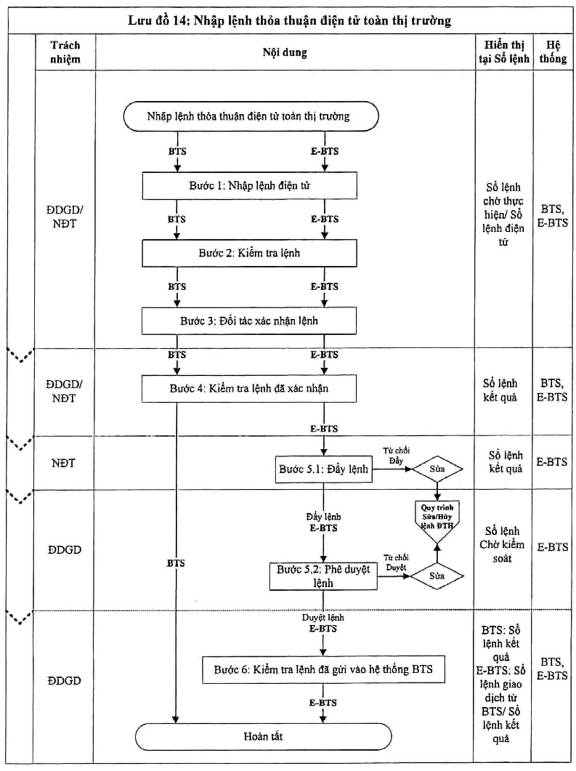 Lưu đồ 14: Nhập lệnh thỏa thuận điện tử toàn thị trường
Trách
nhiệm
Nội dung
Hiển thị
tại Sổ lệnh
Hệ
thống
Nhập lệnh thỏa thuận điện tử toàn thị trường
BTS
E-BTS
Bước 1: Nhập lệnh điện tử
BTS
E-BTS
Bước 2: Kiểm tra lệnh
BTS
E-BTS
Bước 3: Đối tác xác nhận lệnh
ĐDGD/
NĐT
Sổ lệnh
chờ thực
hiện/ Sổ
lệnh điện
tử
BTS,
E-BTS
BTS
E-BTS
ĐDGD/
NĐT
Bước 4: Kiểm tra lệnh đã xác nhận
Sổ lệnh
kết quả
BTS,
E-BTS
E-BTS
NĐT
Bước 5.1: Đẩy lệnh
Từ chối
Đẩy
Sửa
Sổ lệnh
kết quả
E-BTS
Quy trình
Sửa/Hủy
lệnh ĐTH
Đẩy lệnh
E-BTS
ĐDGD
BTS
Bước 5.2: Phê duyệt
lệnh
Từ chối
Duyệt
Sửa
Sổ lệnh
Chờ kiểm
soát
E-BTS
Duyệt lệnh
E-BTS
Bước 6: Kiểm tra lệnh đã gửi vào hệ thống BTS
E-BTS
Hoàn tất
ĐDGD
BTS: Sổ
lệnh kết
quả
E-BTS: Sổ
lệnh giao
dịch từ
BTS/ Sổ
lệnh kết
quả
BTS,
E-BTS